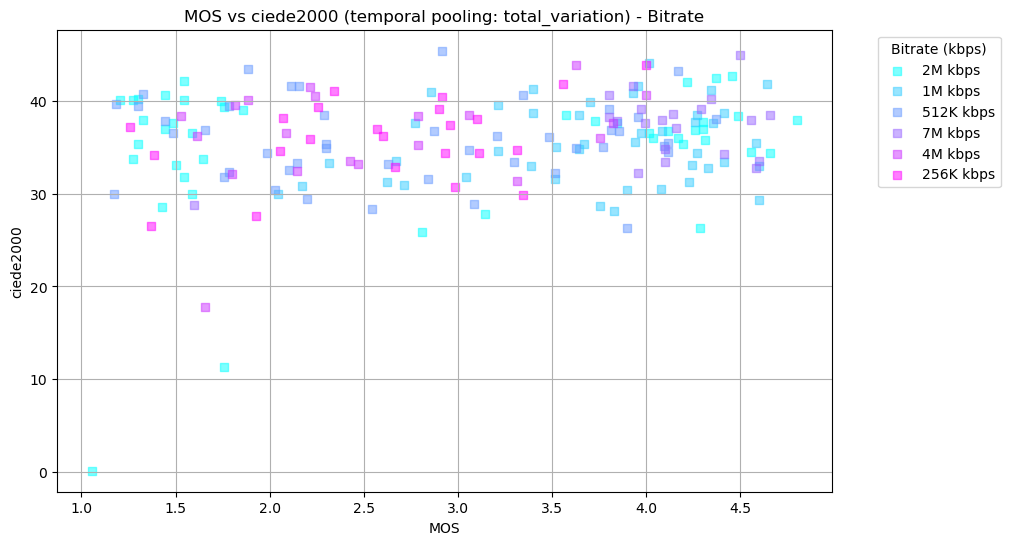 MOS vs ciede2000 (temporal pooling: total_variation) - Bitrate
Bitrate (kbps)
2M kbps
1M kbps
512K kbps
7M kbps
4M kbps
256K kbps
ciede2000
40
30
20
10
0
1.0 1.5 2.0 2.5 3.0 3.5 4.0 4.5
MOS